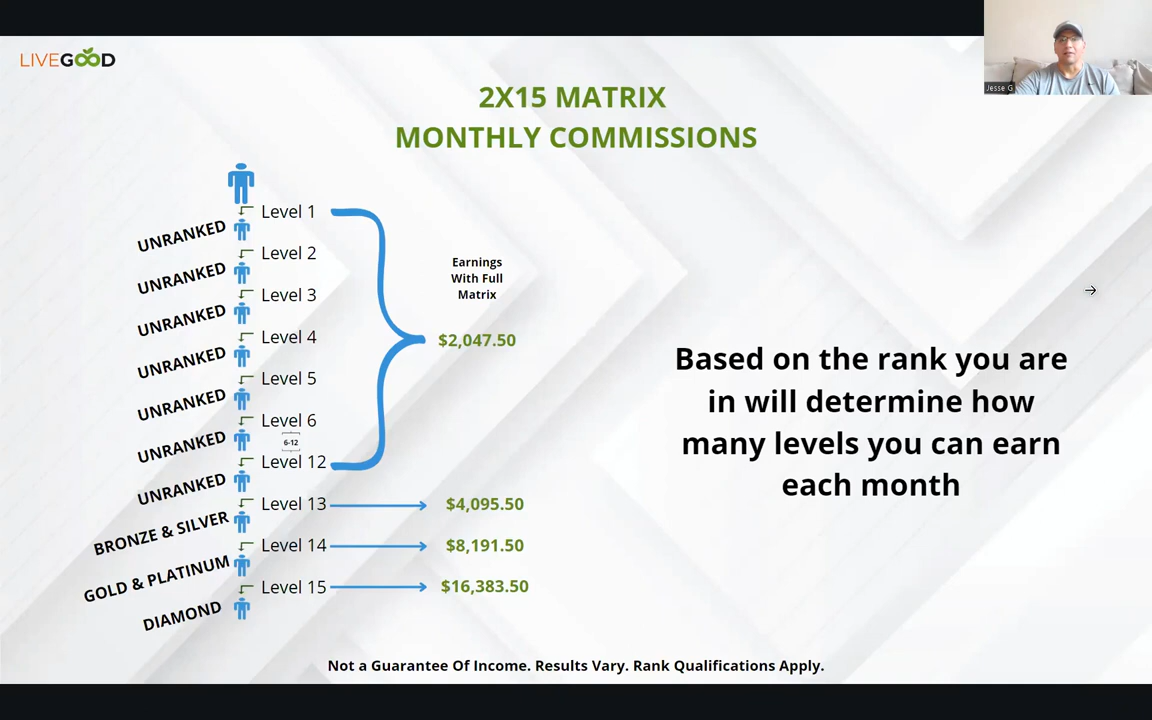 LIVEGOOD
Jesse G
2X15 MATRIX
MONTHLY COMMISSIONS
Level 1
UNRANKED
Level 2
UNRANKED
Level 3
UNRANKED
Level 4
UNRANKED
Level 5
UNRANKED
Level 6
UNRANKED
6-12
Level 12
UNRANKED
Level 13
BRONZE & SILVER
Level 14
GOLD & PLATINUM
Level 15
DIAMOND
Earnings
With Full
Matrix
$2,047.50
$4,095.50
$8,191.50
$16,383.50
Based on the rank you are
in will determine how
many levels you can earn
each month
Not a Guarantee Of Income. Results Vary. Rank Qualifications Apply.